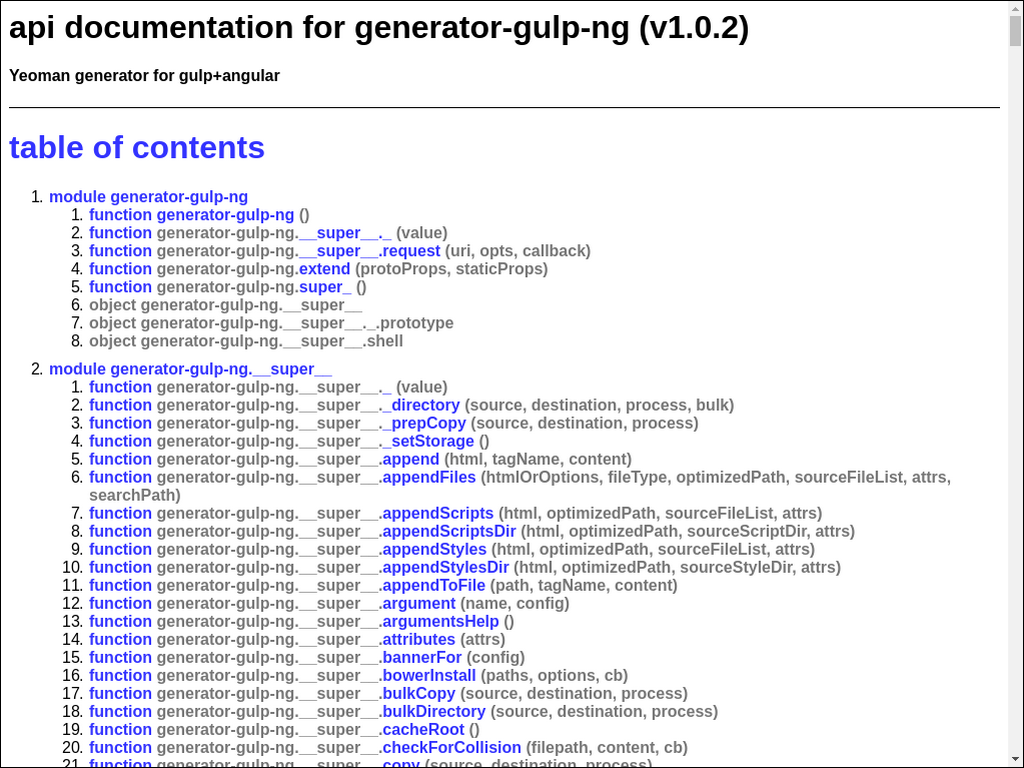 api documentation for generator-gulp-ng (v1.0.2)
Yeoman generator for gulp+angular
table of contents
1. module generator-gulp-ng
1. function generator-gulp-ng ()
2. function generator-gulp-ng.__super__._ (value)
3. function generator-gulp-ng.__super__.request (uri, opts, callback)
4. function generator-gulp-ng.extend (protoProps, staticProps)
5. function generator-gulp-ng.super_ ()
6. object generator-gulp-ng.__super__
7. object generator-gulp-ng.__super__._.prototype
8. object generator-gulp-ng.__super__.shell
2. module generator-gulp-ng.__super__
1. function generator-gulp-ng.__super__._ (value)
2. function generator-gulp-ng.__super__._directory (source, destination, process, bulk)
3. function generator-gulp-ng.__super__._prepCopy (source, destination, process)
4. function generator-gulp-ng.__super__._setStorage ()
5. function generator-gulp-ng.__super__.append (html, tagName, content)
6. function generator-gulp-ng.__super__.appendFiles (htmlOrOptions, fileType, optimizedPath, sourceFileList, attrs,
searchPath)
7. function generator-gulp-ng.__super__.appendScripts (html, optimizedPath, sourceFileList, attrs)
8. function generator-gulp-ng.__super__.appendScriptsDir (html, optimizedPath, sourceScriptDir, attrs)
9. function generator-gulp-ng.__super__.appendStyles (html, optimizedPath, sourceFileList, attrs)
10. function generator-gulp-ng.__super__.appendStylesDir (html, optimizedPath, sourceStyleDir, attrs)
11. function generator-gulp-ng.__super__.appendToFile (path, tagName, content)
12. function generator-gulp-ng.__super__.argument (name, config)
13. function generator-gulp-ng.__super__.argumentsHelp ()
14. function generator-gulp-ng.__super__.attributes (attrs)
15. function generator-gulp-ng.__super__.bannerFor (config)
16. function generator-gulp-ng.__super__.bowerInstall (paths, options, cb)
17. function generator-gulp-ng.__super__.bulkCopy (source, destination, process)
18. function generator-gulp-ng.__super__.bulkDirectory (source, destination, process)
19. function generator-gulp-ng.__super__.cacheRoot ()
20. function generator-gulp-ng.__super__.checkForCollision (filepath, content, cb)
21. function generator-gulp-ng.__super__.copy (source, destination, process)